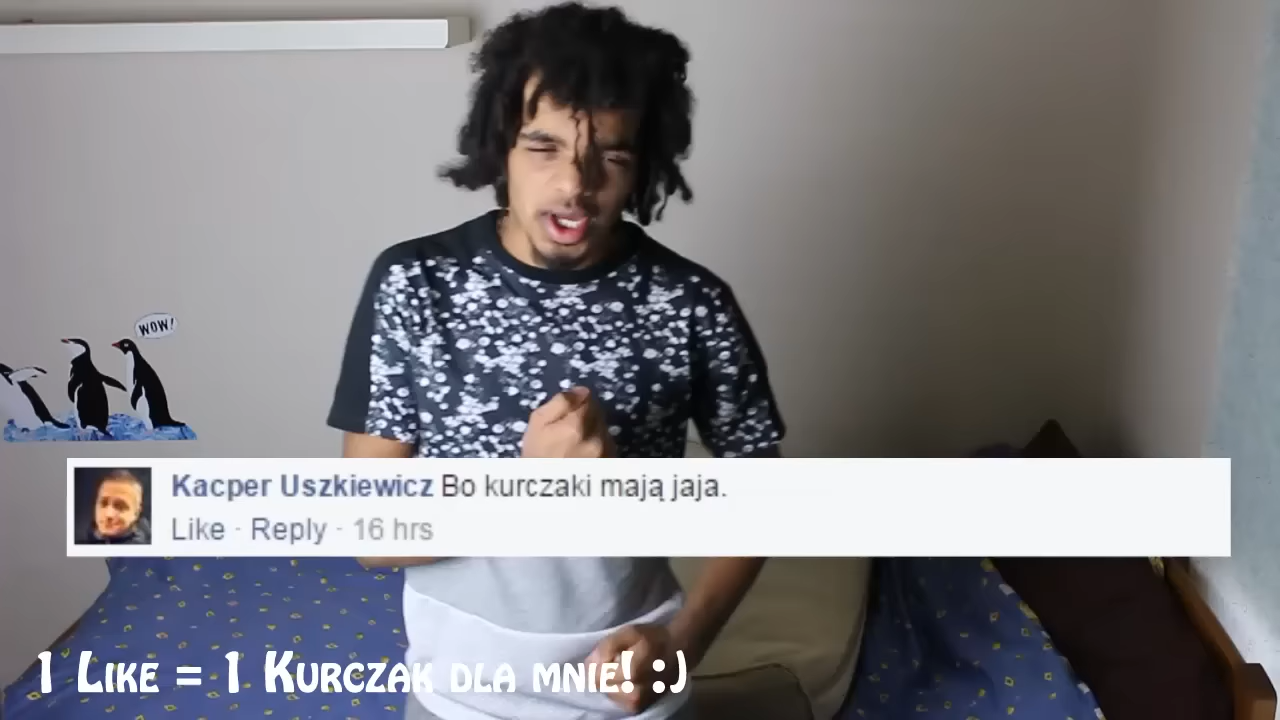 WOW!
Kacper Uszkiewicz Bo kurczaki mają jaja.
Like · Reply · 16 hrs
1 Like = 1 Kurczak dla mnie! :)